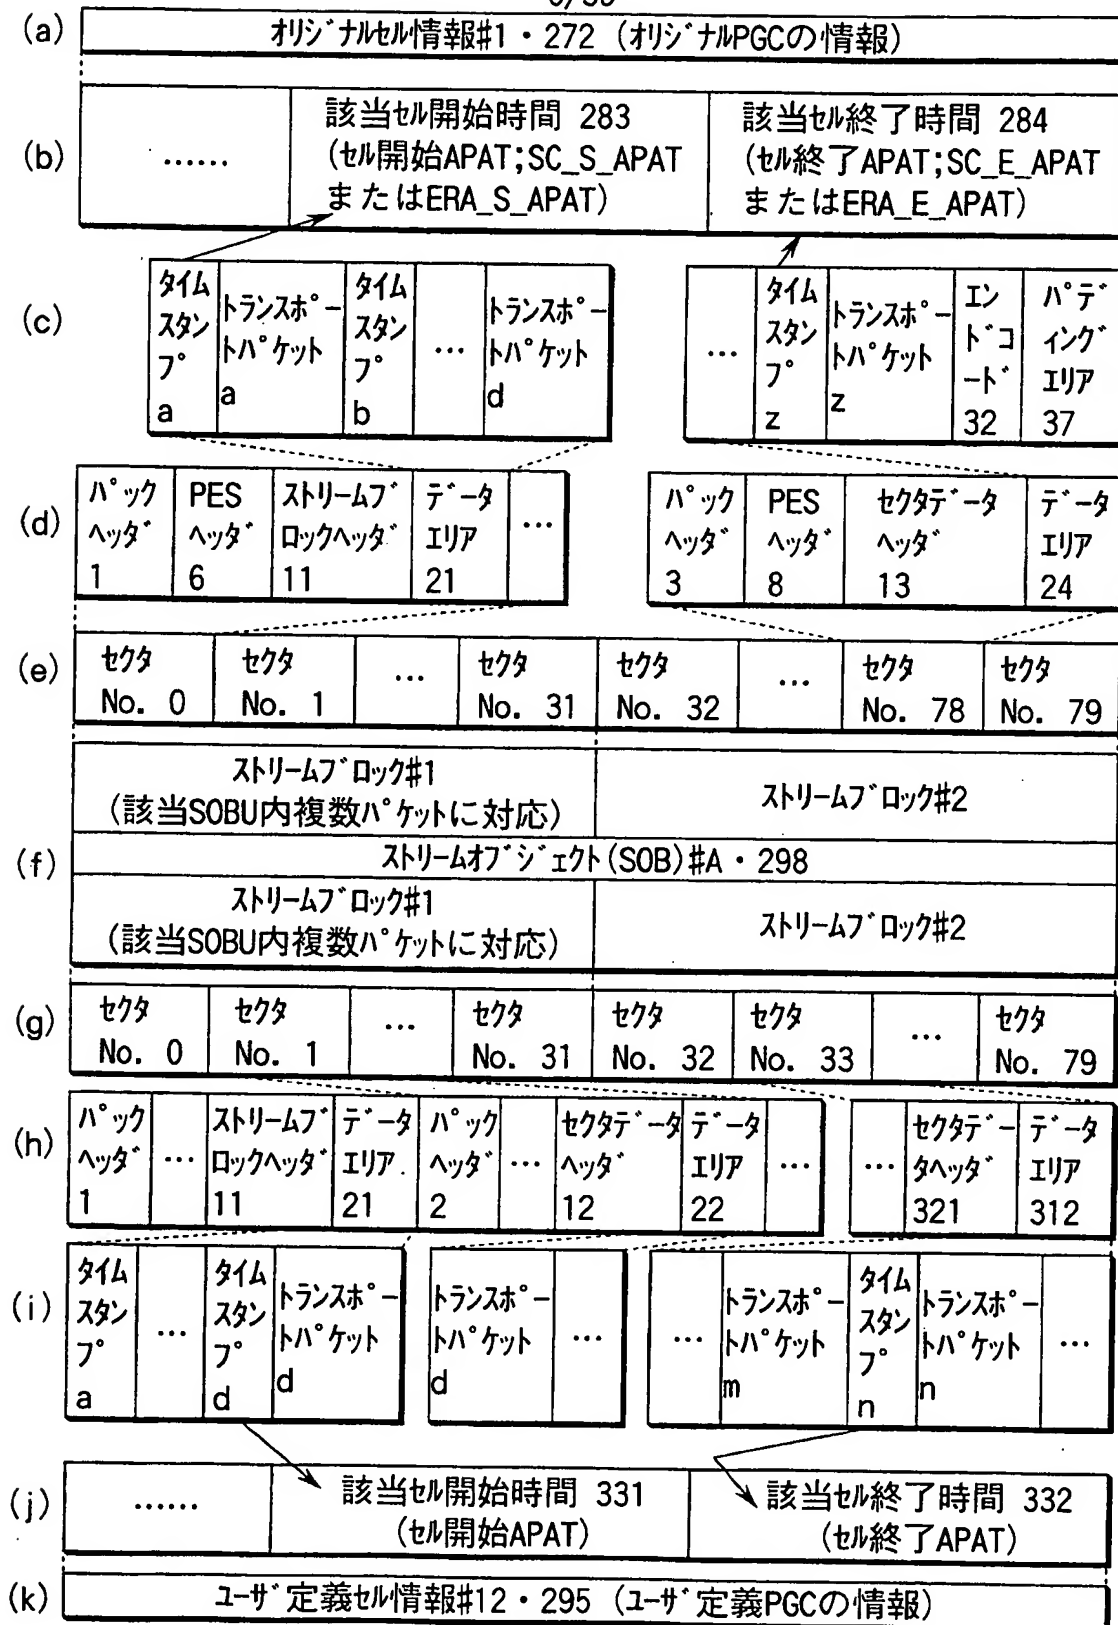 (a) オリジナルセル情報#1・272 (オリジナルPGCの情報)
(b)
……
該当セル開始時間 283
(セル開始APAT;SC_S_APAT
またはERA_S_APAT)
該当セル終了時間 284
(セル終了APAT;SC_E_APAT
またはERA_E_APAT)
(c)
タイム
スタン
プ
a
トランスポー
トパケット
a
タイム
スタン
プ
b
…
トランスポー
トパケット
d
…
タイム
スタン
プ
z
トランスポー
トパケット
z
エン
ドコ
ード
32
パデ
ィング
エリア
37
(d)
パック
ヘッダ
1
PES
ヘッダ
6
ストリームブ
ロックヘッダ
11
データ
エリア
21
…
パック
ヘッダ
3
PES
ヘッダ
8
セクタデータ
ヘッダ
13
データ
エリア
24
(e)
セクタ
No. 0
セクタ
No. 1
…
セクタ
No. 31
セクタ
No. 32
…
セクタ
No. 78
セクタ
No. 79
(f)
ストリームブロック#1
(該当SOBU内複数パケットに対応)
ストリームブロック#2
ストリームオブジェクト(SOB)#A・298
ストリームブロック#1
(該当SOBU内複数パケットに対応)
ストリームブロック#2
(g)
セクタ
No. 0
セクタ
No. 1
…
セクタ
No. 31
セクタ
No. 32
セクタ
No. 33
…
セクタ
No. 79
(h)
パック
ヘッダ
1
…
ストリームブ
ロックヘッダ
11
データ
エリア
21
パック
ヘッダ
2
…
セクタデータ
ヘッダ
12
データ
エリア
22
…
…
セクタデー
タヘッダ
321
データ
エリア
312
(i)
タイム
スタン
プ
a
…
タイム
スタン
プ
d
トランスポー
トパケット
d
トランスポー
トパケット
d
…
…
トランスポー
トパケット
m
タイム
スタン
プ
n
トランスポー
トパケット
n
…
(j)
……
該当セル開始時間 331
(セル開始APAT)
該当セル終了時間 332
(セル終了APAT)
(k) ユーザ定義セル情報#12・295 (ユーザ定義PGCの情報)